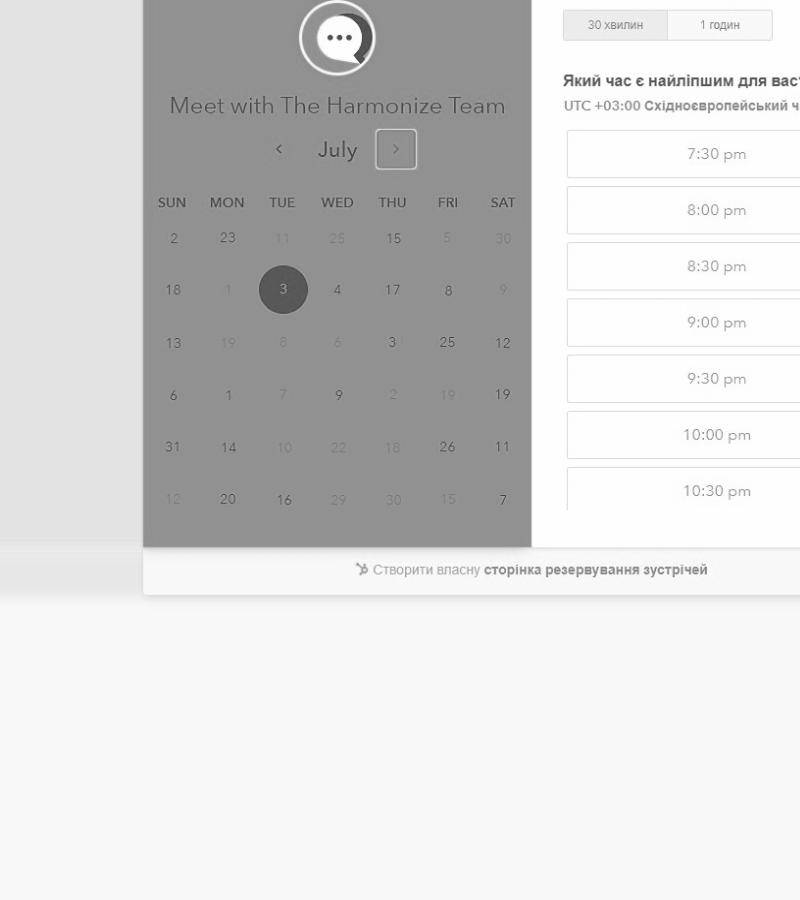 30 хвилин 1 годин
Який час є найліпшим для вас
UTC +03:00 Східноєвропейський ч
Meet with The Harmonize Team
July
SUN MON TUE WED THU FRI SAT
2 23 11 25 15 5 30
18 1 3 4 17 8 9
13 19 8 6 3 25 12
6 1 7 9 2 19 19
31 14 10 22 18 26 11
12 20 16 29 30 15 7
7:30 pm
8:00 pm
8:30 pm
9:00 pm
9:30 pm
10:00 pm
10:30 pm
Створити власну сторінка резервування зустрічей